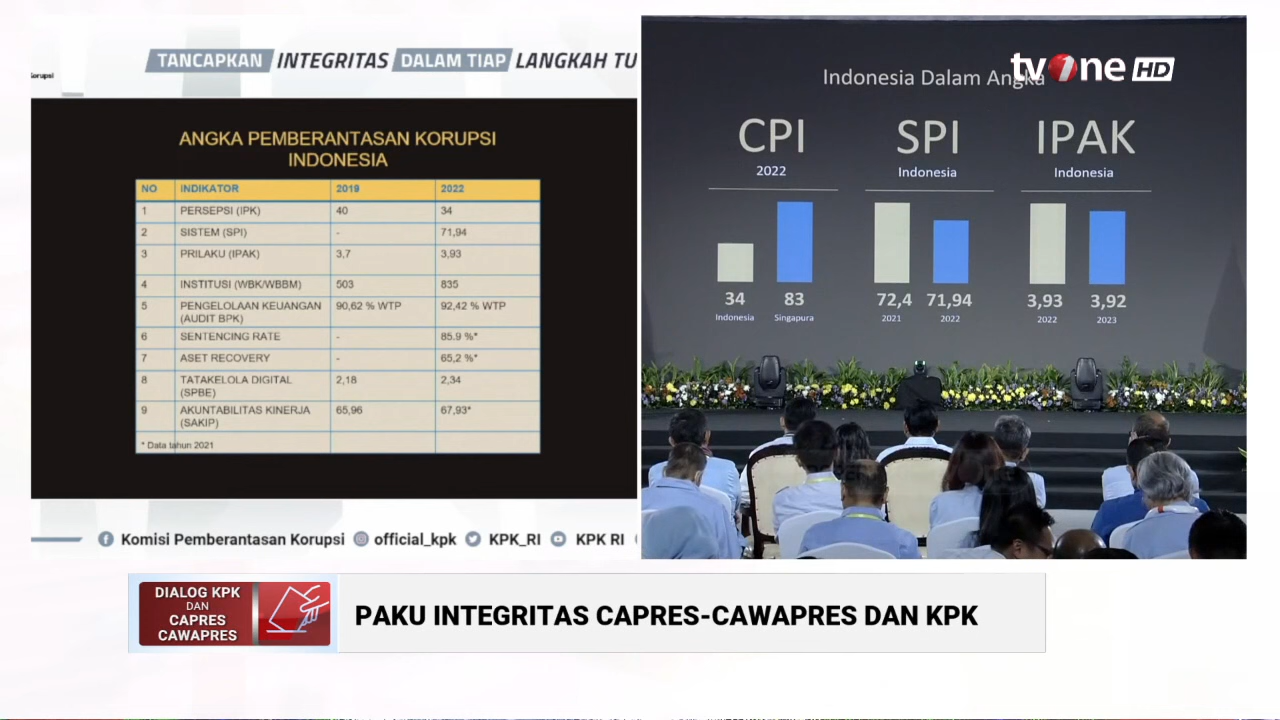 TANCAPKAN INTEGRITAS DALAM TIAP LANGKAH TU
Korupsi
ANGKA PEMBERANTASAN KORUPSI
INDONESIA
NO INDIKATOR 2019 2022
1 PERSEPSI (IPK) 40 34
2 SISTEM (SPI) - 71,94
3 PRILAKU (IPAK) 3,7 3,93
4 INSTITUSI (WBK/WBBM) 503 835
5 PENGELOLAAN KEUANGAN 90,62 % WTP 92,42 % WTP
(AUDIT BPK)
6 SENTENCING RATE - 85.9 %*
7 ASET RECOVERY - 65,2 %*
8 TATAKELOLA DIGITAL 2,18 2,34
(SPBE)
9 AKUNTABILITAS KINERJA 65,96 67,93*
(SAKIP)
* Data tahun 2021
Komisi Pemberantasan Korupsi official_kpk KPK_RI KPK RI
tvOne HD
Indonesia Dalam Angka
CPI SPI IPAK
2022 Indonesia Indonesia
34 83 72,4 71,94 3,93 3,92
Indonesia Singapura 2021 2022 2022 2023
DIALOG KPK
DAN
CAPRES
CAWAPRES
PAKU INTEGRITAS CAPRES-CAWAPRES DAN KPK